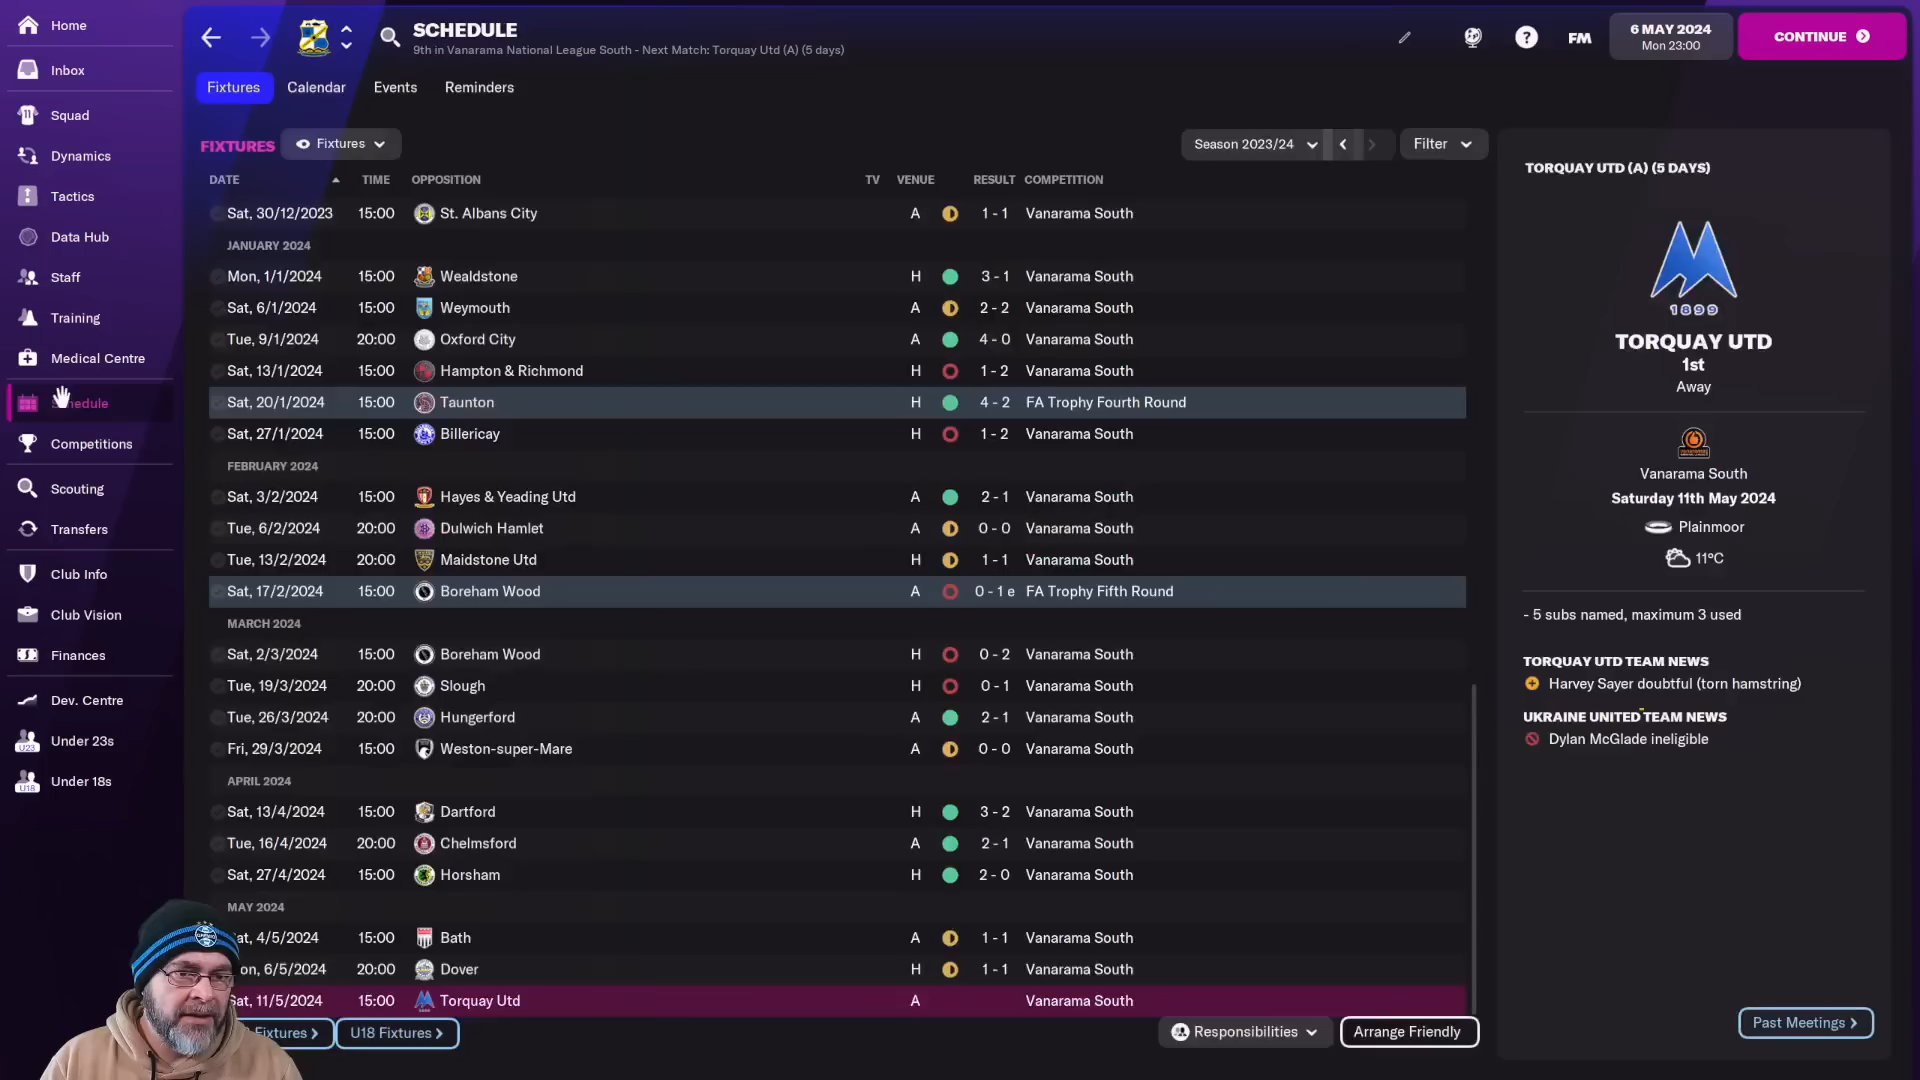 Home
Inbox
Squad
Dynamics
Tactics
Data Hub
Staff
Training
Medical Centre
Competitions
Scouting
Transfers
Club Info
Club Vision
Finances
Dev. Centre
U23 Under 23s
U18 Under 18s
SCHEDULE
9th in Vanarama National League South - Next Match: Torquay Utd (A) (5 days)
? FM
6 MAY 2024
Mon 23:00
CONTINUE
Fixtures Calendar Events Reminders
FIXTURES Fixtures
Season 2023/24 Filter
DATE TIME OPPOSITION TV VENUE RESULT COMPETITION
Sat, 30/12/2023 15:00 St. Albans City A 1 - 1 Vanarama South
JANUARY 2024
Mon, 1/1/2024 15:00 Wealdstone H 3 - 1 Vanarama South
Sat, 6/1/2024 15:00 Weymouth A 2 - 2 Vanarama South
Tue, 9/1/2024 20:00 Oxford City A 4 - 0 Vanarama South
Sat, 13/1/2024 15:00 Hampton & Richmond H 1 - 2 Vanarama South
Sat, 20/1/2024 15:00 Taunton H 4 - 2 FA Trophy Fourth Round
Sat, 27/1/2024 15:00 Billericay H 1 - 2 Vanarama South
FEBRUARY 2024
Sat, 3/2/2024 15:00 Hayes & Yeading Utd A 2 - 1 Vanarama South
Tue, 6/2/2024 20:00 Dulwich Hamlet A 0 - 0 Vanarama South
Tue, 13/2/2024 20:00 Maidstone Utd H 1 - 1 Vanarama South
Sat, 17/2/2024 15:00 Boreham Wood A 0 - 1 e FA Trophy Fifth Round
MARCH 2024
Sat, 2/3/2024 15:00 Boreham Wood H 0 - 2 Vanarama South
Tue, 19/3/2024 20:00 Slough H 0 - 1 Vanarama South
Tue, 26/3/2024 20:00 Hungerford A 2 - 1 Vanarama South
Fri, 29/3/2024 15:00 Weston-super-Mare A 0 - 0 Vanarama South
APRIL 2024
Sat, 13/4/2024 15:00 Dartford H 3 - 2 Vanarama South
Tue, 16/4/2024 20:00 Chelmsford A 2 - 1 Vanarama South
Sat, 27/4/2024 15:00 Horsham H 2 - 0 Vanarama South
MAY 2024
4/5/2024 15:00 Bath A 1 - 1 Vanarama South
6/5/2024 20:00 Dover H 1 - 1 Vanarama South
11/5/2024 15:00 Torquay Utd A Vanarama South
Fixtures U18 Fixtures
Responsibilities Arrange Friendly
TORQUAY UTD (A) (5 DAYS)
1899
TORQUAY UTD
1st
Away
Vanarama South
Saturday 11th May 2024
Plainmoor
11°C
- 5 subs named, maximum 3 used
TORQUAY UTD TEAM NEWS
Harvey Sayer doubtful (torn hamstring)
UKRAINE UNITED TEAM NEWS
Dylan McGlade ineligible
Past Meetings